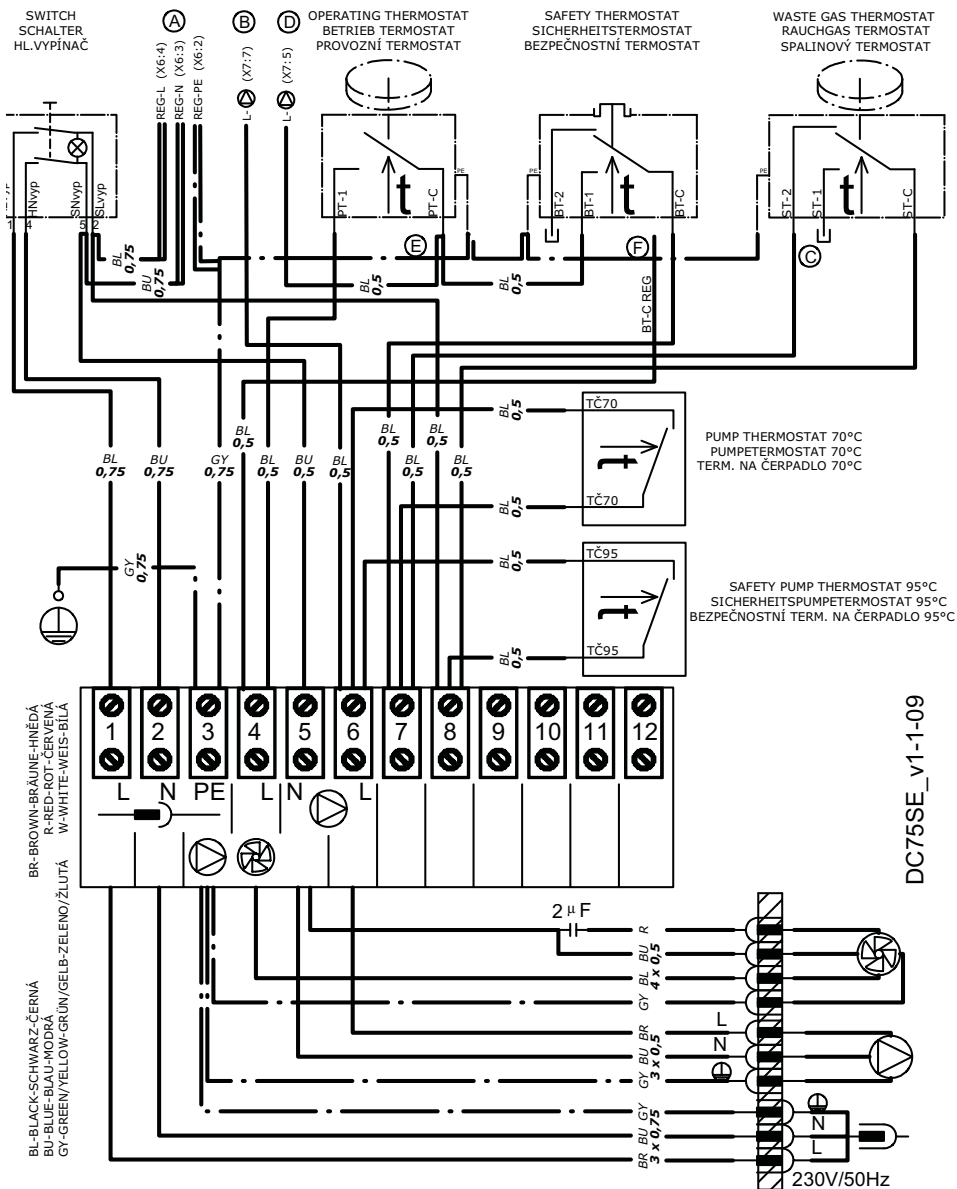 SWITCH
SCHALTER
HL.VYPÍNAČ
A
REG-L (X6:4)
REG-N (X6:3)
REG-PE (X6:2)
B
L- (X7:7)
D
L- (X7:5)
OPERATING THERMOSTAT
BETRIEB TERMOSTAT
PROVOZNÍ TERMOSTAT
SAFETY THERMOSTAT
SICHERHEITSTERMOSTAT
BEZPEČNOSTNÍ TERMOSTAT
WASTE GAS THERMOSTAT
RAUCHGAS TERMOSTAT
SPALINOVÝ TERMOSTAT
HNvyp
SNvyp
SLvyp
1 4 5 2
PT-1
t
PT-C
PE
BT-2
BT-1
t
BT-C
PE
ST-2
ST-1
t
ST-C
E
F
C
BL 0,75
BU 0,75
BL 0,5
BL 0,5
BT-C REG
BL 0,75
BU 0,75
GY 0,75
BL 0,5
BL 0,5
BU 0,5
BL 0,5
BL 0,5
BL 0,5
BL 0,5
BL 0,5
TČ70
t
TČ70
BL 0,5
PUMP THERMOSTAT 70°C
PUMPETERMOSTAT 70°C
TERM. NA ČERPADLO 70°C
GY 0,75
BL 0,5
TČ95
t
TČ95
BL 0,5
SAFETY PUMP THERMOSTAT 95°C
SICHERHEITSPUMPETERMOSTAT 95°C
BEZPEČNOSTNÍ TERM. NA ČERPADLO 95°C
1 2 3 4 5 6 7 8 9 10 11 12
L N PE L N L
BR-BROWN-BRÄUNE-HNĚDÁ
R-RED-ROT-ČERVENÁ
W-WHITE-WEIS-BÍLÁ
BL-BLACK-SCHWARZ-ČERNÁ
BU-BLUE-BLAU-MODRÁ
GY-GREEN/YELLOW-GRÜN/GELB-ZELENO/ŽLUTÁ
DC75SE_v1-1-09
2 μF
R
BU
BL
GY
4 x 0,5
BR
BU
GY
3 x 0,5
L
N
GY
BU
BR
3 x 0,75
N
L
230V/50Hz